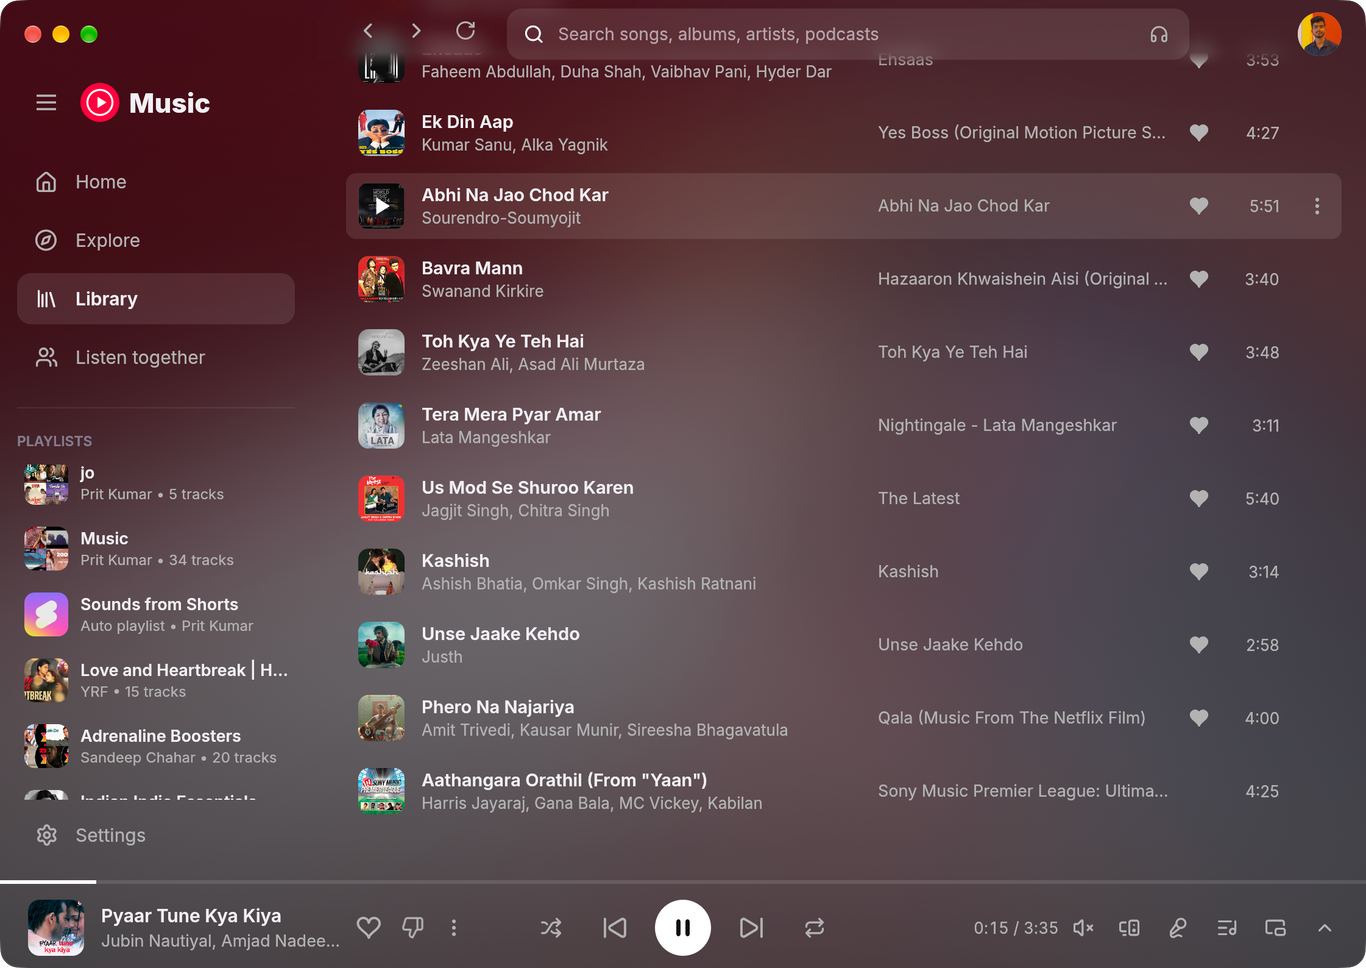 Search songs, albums, artists, podcasts
Music
Home
Explore
Library
Listen together
PLAYLISTS
jo
Prit Kumar • 5 tracks
Music
Prit Kumar • 34 tracks
Sounds from Shorts
Auto playlist • Prit Kumar
Love and Heartbreak | H...
YRF • 15 tracks
Adrenaline Boosters
Sandeep Chahar • 20 tracks
Indian Indie Essentials
Settings
Faheem Abdullah, Duha Shah, Vaibhav Pani, Hyder Dar
Ehsaas
3:53
Ek Din Aap
Kumar Sanu, Alka Yagnik
Yes Boss (Original Motion Picture S...
4:27
Abhi Na Jao Chod Kar
Sourendro-Soumyojit
Abhi Na Jao Chod Kar
5:51
Bavra Mann
Swanand Kirkire
Hazaaron Khwaishein Aisi (Original ...
3:40
Toh Kya Ye Teh Hai
Zeeshan Ali, Asad Ali Murtaza
Toh Kya Ye Teh Hai
3:48
Tera Mera Pyar Amar
Lata Mangeshkar
Nightingale - Lata Mangeshkar
3:11
LATA
Us Mod Se Shuroo Karen
Jagjit Singh, Chitra Singh
The Latest
5:40
Kashish
Ashish Bhatia, Omkar Singh, Kashish Ratnani
Kashish
3:14
Unse Jaake Kehdo
Justh
Unse Jaake Kehdo
2:58
Phero Na Najariya
Amit Trivedi, Kausar Munir, Sireesha Bhagavatula
Qala (Music From The Netflix Film)
4:00
Aathangara Orathil (From "Yaan")
Harris Jayaraj, Gana Bala, MC Vickey, Kabilan
Sony Music Premier League: Ultima...
4:25
Pyaar Tune Kya Kiya
Jubin Nautiyal, Amjad Nadee...
0:15 / 3:35